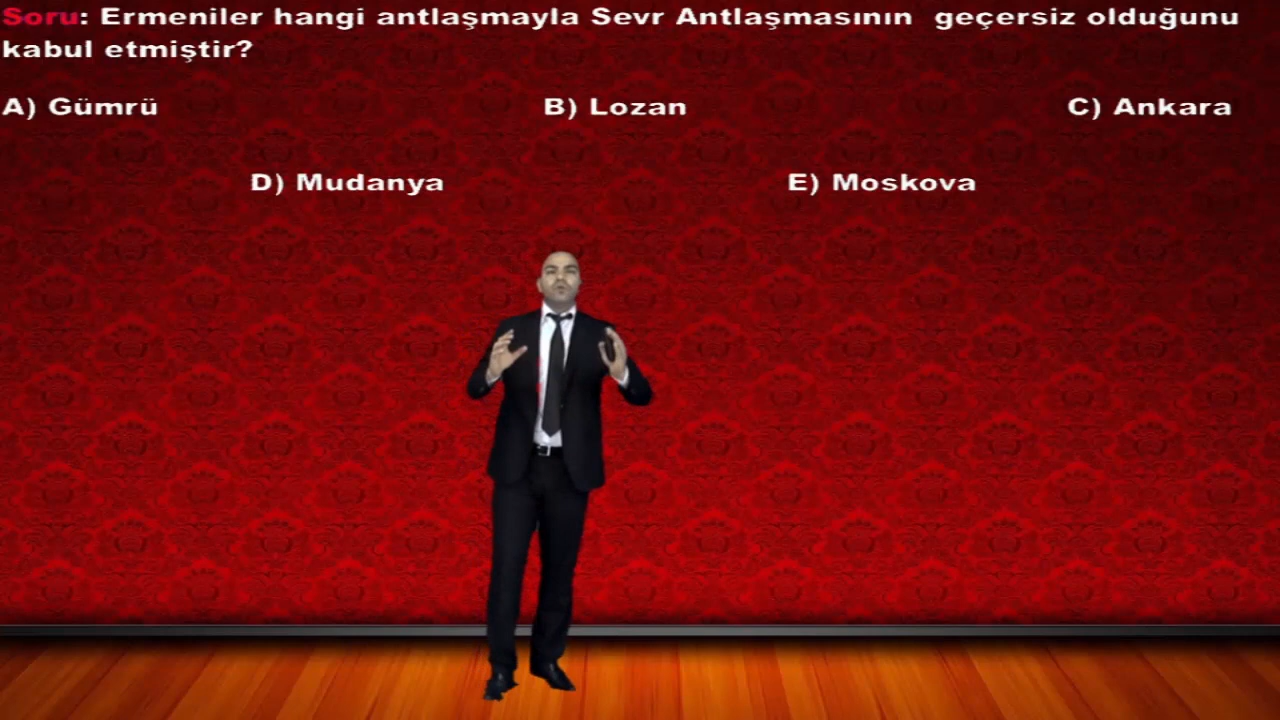 Soru: Ermeniler hangi antlaşmayla Sevr Antlaşmasının geçersiz olduğunu
kabul etmiştir?
A) Gümrü B) Lozan C) Ankara
D) Mudanya E) Moskova